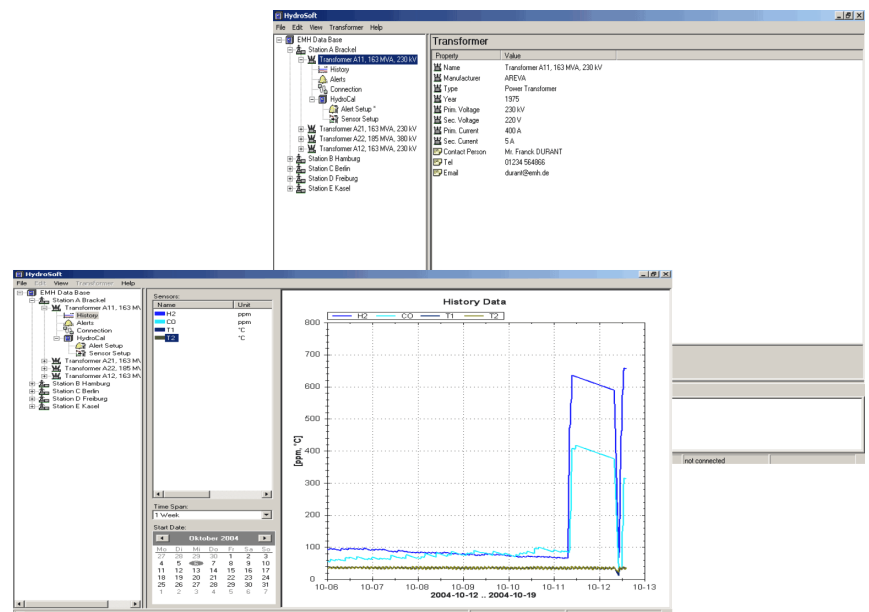 HydroSoft
File Edit View Transformer Help
EMH Data Base
Station A Brackel
Transformer A11, 163 MVA, 230 kV
History
Alerts
Connection
HydroCal
Alert Setup *
Sensor Setup
Transformer A21, 163 MVA, 230 kV
Transformer A22, 185 MVA, 380 kV
Transformer A12, 163 MVA, 230 kV
Station B Hamburg
Station C Berlin
Station D Freiburg
Station E Kasel
Transformer
Property Value
Name Transformer A11, 163 MVA, 230 kV
Manufacturer AREVA
Type Power Transformer
Year 1975
Prim. Voltage 230 kV
Sec. Voltage 220 V
Prim. Current 400 A
Sec. Current 5 A
Contact Person Mr. Franck DURANT
Tel 01234 564866
Email durant@emh.de
not connected
HydroSoft
File Edit View Transformer Help
EMH Data Base
Station A Brackel
Transformer A11, 163 M
History
Alerts
Connection
HydroCal
Alert Setup
Sensor Setup
Transformer A21, 163 M
Transformer A22, 185 M
Transformer A12, 163 M
Station B Hamburg
Station C Berlin
Station D Freiburg
Station E Kasel
Sensors:
Name Unit
H2 ppm
CO ppm
T1 °C
T2 °C
Time Span:
1 Week
Start Date:
Oktober 2004
Mo Di Mi Do Fr Sa So
27 28 29 30 1 2 3
4 5 7 8 9 10
11 12 13 14 15 16 17
18 19 20 21 22 23 24
25 26 27 28 29 30 31
1 2 3 4 5 6 7
History Data
H2 CO T1 T2
[ppm, °C]
800
700
600
500
400
300
200
100
0
10-06 10-07 10-08 10-09 10-10 10-11 10-12 10-13
2004-10-12 .. 2004-10-19